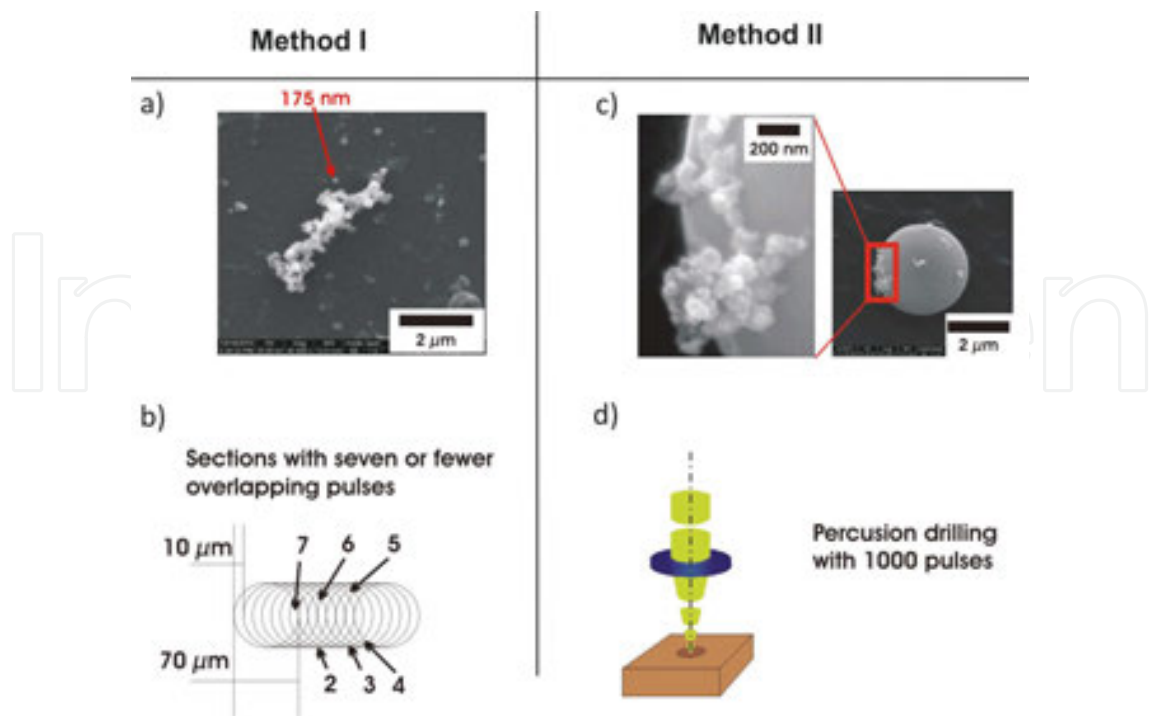 Method I
Method II
a)
175 nm
2 µm
c)
200 nm
2 µm
b)
Sections with seven or fewer
overlapping pulses
10 µm
7
6
5
70 µm
2
3
4
d)
Percusion drilling
with 1000 pulses